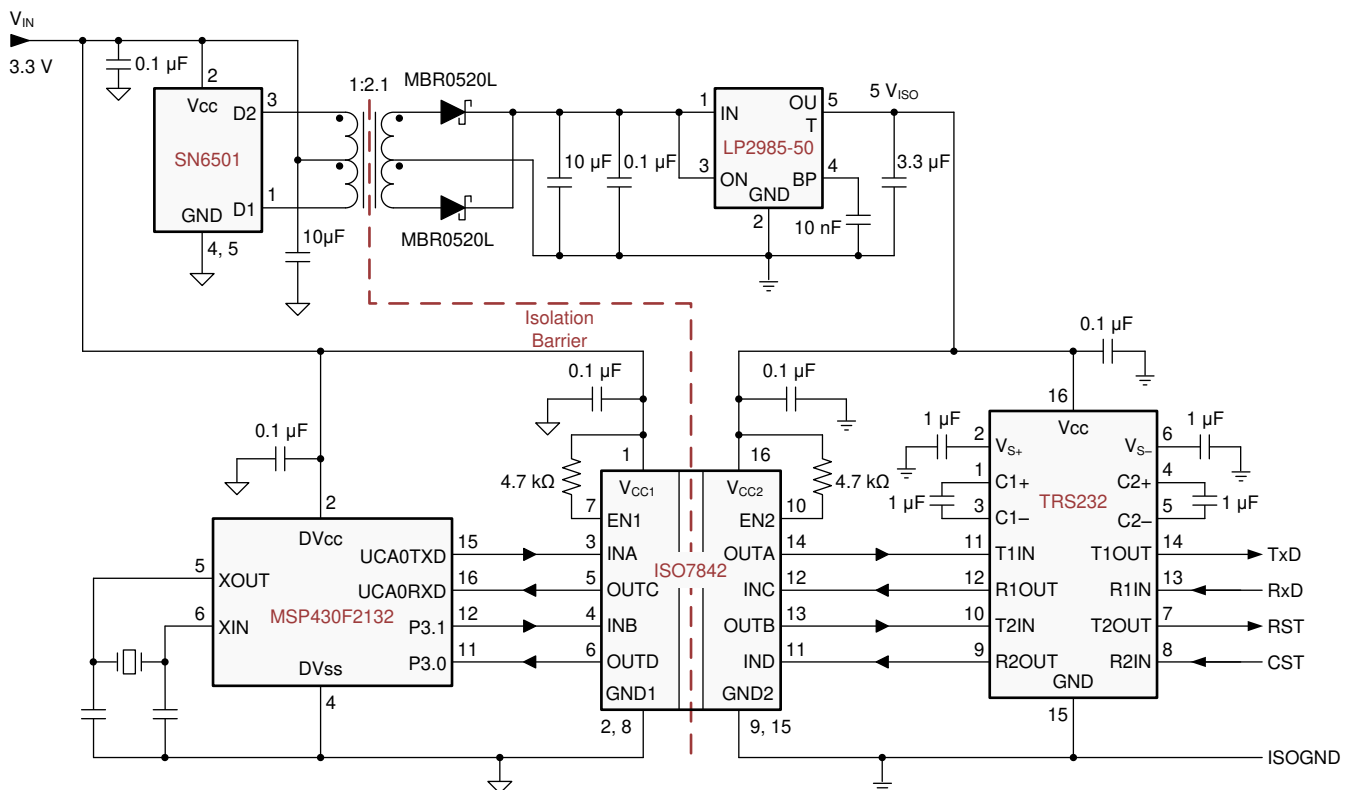 VIN
3.3 V
0.1 µF
2
Vcc
D2
3
SN6501
D1
1
GND
4, 5
10µF
1:2.1
MBR0520L
MBR0520L
10 µF
0.1 µF
1
IN
OU
T
5
LP2985-50
3
ON
BP
4
GND
2
10 nF
5 VISO
3.3 µF
Isolation
Barrier
0.1 µF
0.1 µF
0.1 µF
0.1 µF
4.7 kΩ
4.7 kΩ
2
DVcc
5
XOUT
UCA0TXD
15
UCA0RXD
16
MSP430F2132
6
XIN
P3.1
12
P3.0
11
DVss
4
1
16
VCC1
VCC2
7
EN1
EN2
10
3
INA
OUTA
14
ISO7842
5
OUTC
INC
12
4
INB
OUTB
13
6
OUTD
IND
11
GND1
GND2
2, 8
9, 15
16
Vcc
1 µF
2
VS+
VS–
6
1 µF
1
C1+
C2+
4
1 µF
TRS232
1 µF
3
C1–
C2–
5
11
T1IN
T1OUT
14
TxD
12
R1OUT
R1IN
13
RxD
10
T2IN
T2OUT
7
RST
9
R2OUT
R2IN
8
CST
GND
15
ISOGND